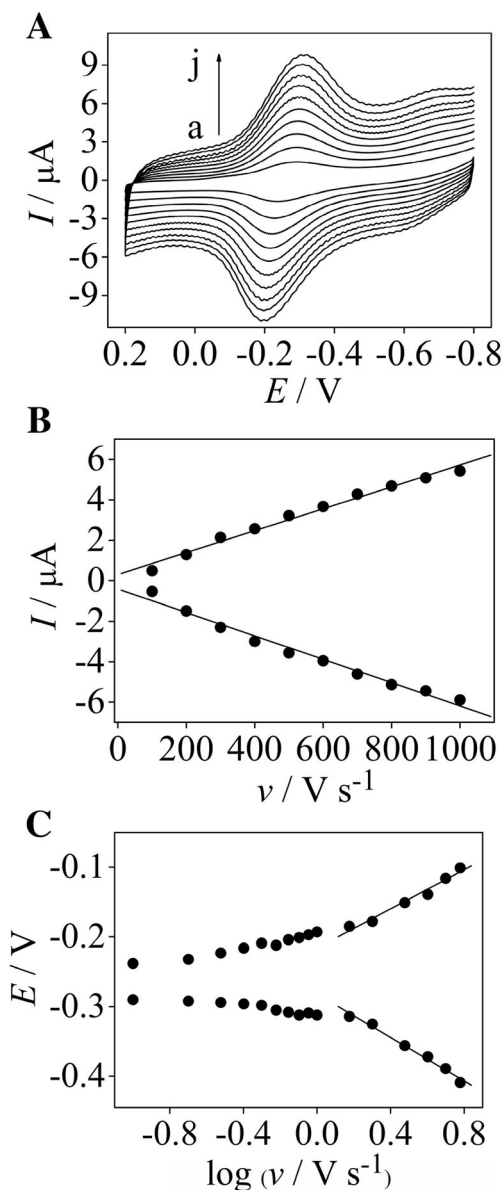 A
9
6
3
0
-3
-6
-9
I / μA
j
a
0.2 0.0 -0.2 -0.4 -0.6 -0.8
E / V
B
6
4
2
0
-2
-4
-6
I / μA
0 200 400 600 800 1000
v / V s-1
C
-0.1
-0.2
-0.3
-0.4
E / V
-0.8 -0.4 0.0 0.4 0.8
log (v / V s-1)